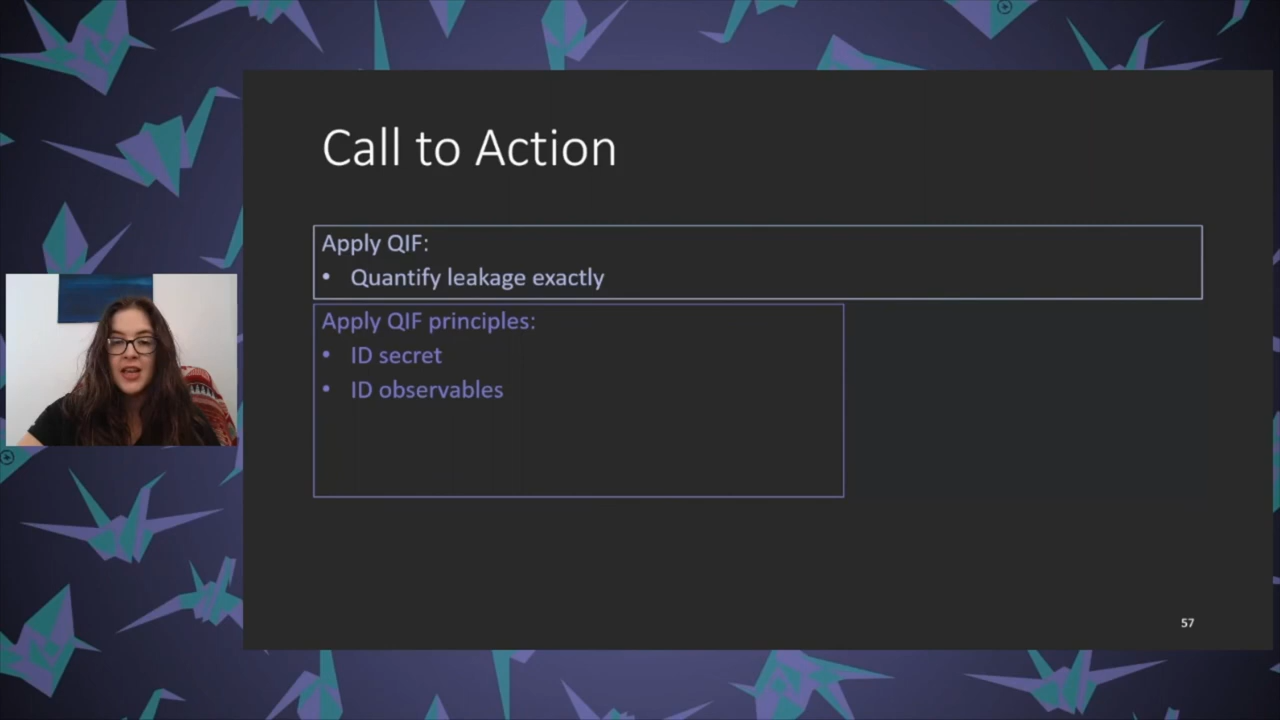 Call to Action
Apply QIF:
• Quantify leakage exactly
Apply QIF principles:
• ID secret
• ID observables
57